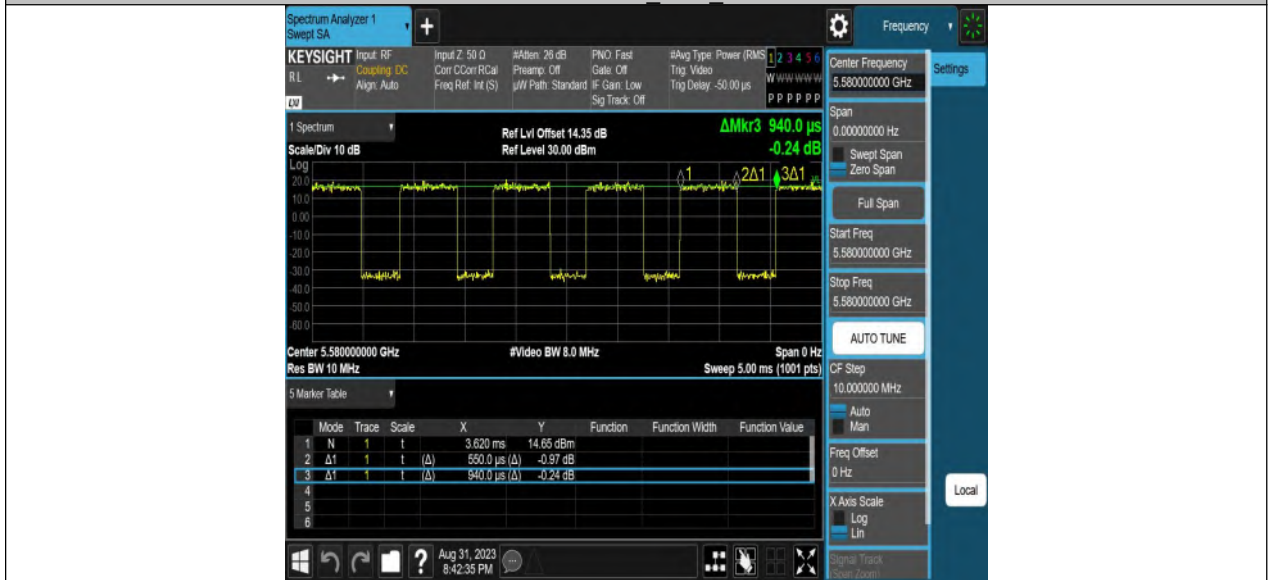 Spectrum Analyzer 1
Swept SA
+
Frequency
KEYSIGHT
RL
LXI
Input: RF
Coupling: DC
Align: Auto
Input Z: 50 Ω
Corr CCorr RCal
Freq Ref: Int (S)
#Atten: 26 dB
Preamp: Off
µW Path: Standard
PNO: Fast
Gate: Off
IF Gain: Low
Sig Track: Off
#Avg Type: Power (RMS
Trig: Video
Trig Delay: -50.00 µs
1 2 3 4 5 6
W W W W W W
P P P P P P
1 Spectrum
Scale/Div 10 dB
Ref Lvl Offset 14.35 dB
Ref Level 30.00 dBm
ΔMkr3 940.0 µs
-0.24 dB
Log
20.0
10.0
0.00
-10.0
-20.0
-30.0
-40.0
-50.0
-60.0
1
2Δ1
3Δ1
Center 5.580000000 GHz
Res BW 10 MHz
#Video BW 8.0 MHz
Span 0 Hz
Sweep 5.00 ms (1001 pts)
5 Marker Table
Mode Trace Scale X Y Function Function Width Function Value
1 N 1 t 3.620 ms 14.65 dBm
2 Δ1 1 t (Δ) 550.0 µs (Δ) -0.97 dB
3 Δ1 1 t (Δ) 940.0 µs (Δ) -0.24 dB
4
5
6
?
Aug 31, 2023
8:42:35 PM
Center Frequency
5.580000000 GHz
Settings
Span
0.00000000 Hz
Swept Span
Zero Span
Full Span
Start Freq
5.580000000 GHz
Stop Freq
5.580000000 GHz
AUTO TUNE
CF Step
10.000000 MHz
Auto
Man
Freq Offset
0 Hz
X Axis Scale
Log
Lin
Signal Track
(Span Zoom)
Local